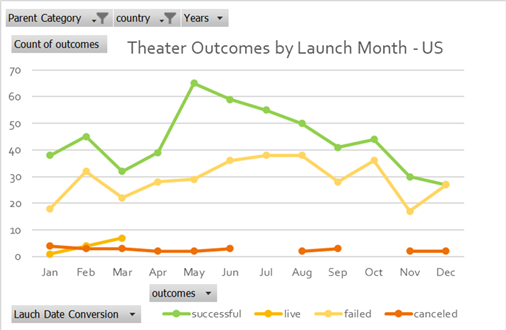 Parent Category country Years
Count of outcomes
Theater Outcomes by Launch Month - US
70
60
50
40
30
20
10
0
Jan Feb Mar Apr May Jun Jul Aug Sep Oct Nov Dec
outcomes
Lauch Date Conversion
successful live failed canceled